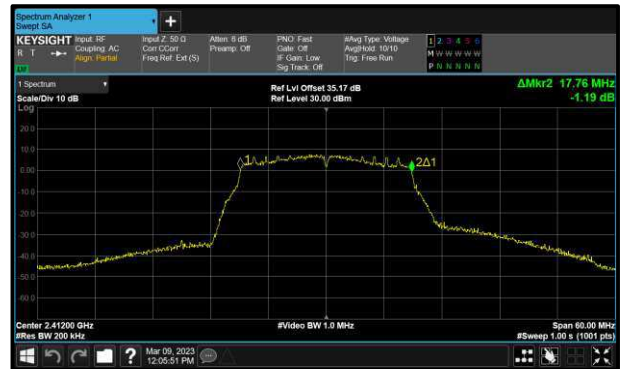 Spectrum Analyzer 1
Swept SA
KEYSIGHT
R T
Input: RF
Coupling: AC
Align: Partial
Input Z: 50 Ω
Corr CCorr
Freq Ref: Ext (S)
Atten: 6 dB
Preamp: Off
PNO: Fast
Gate: Off
IF Gain: Low
Sig Track: Off
#Avg Type: Voltage
Avg|Hold: 10/10
Trig: Free Run
1 2 3 4 5 6
M W W W W W
P N N N N N
1 Spectrum
Scale/Div 10 dB
Log
Ref Lvl Offset 35.17 dB
Ref Level 30.00 dBm
ΔMkr2 17.76 MHz
-1.19 dB
20.0
10.0
0.00
-10.0
-20.0
-30.0
-40.0
-50.0
-60.0
1
2Δ1
Center 2.41200 GHz
#Res BW 200 kHz
#Video BW 1.0 MHz
Span 60.00 MHz
#Sweep 1.00 s (1001 pts)
?
Mar 09, 2023
12:05:51 PM